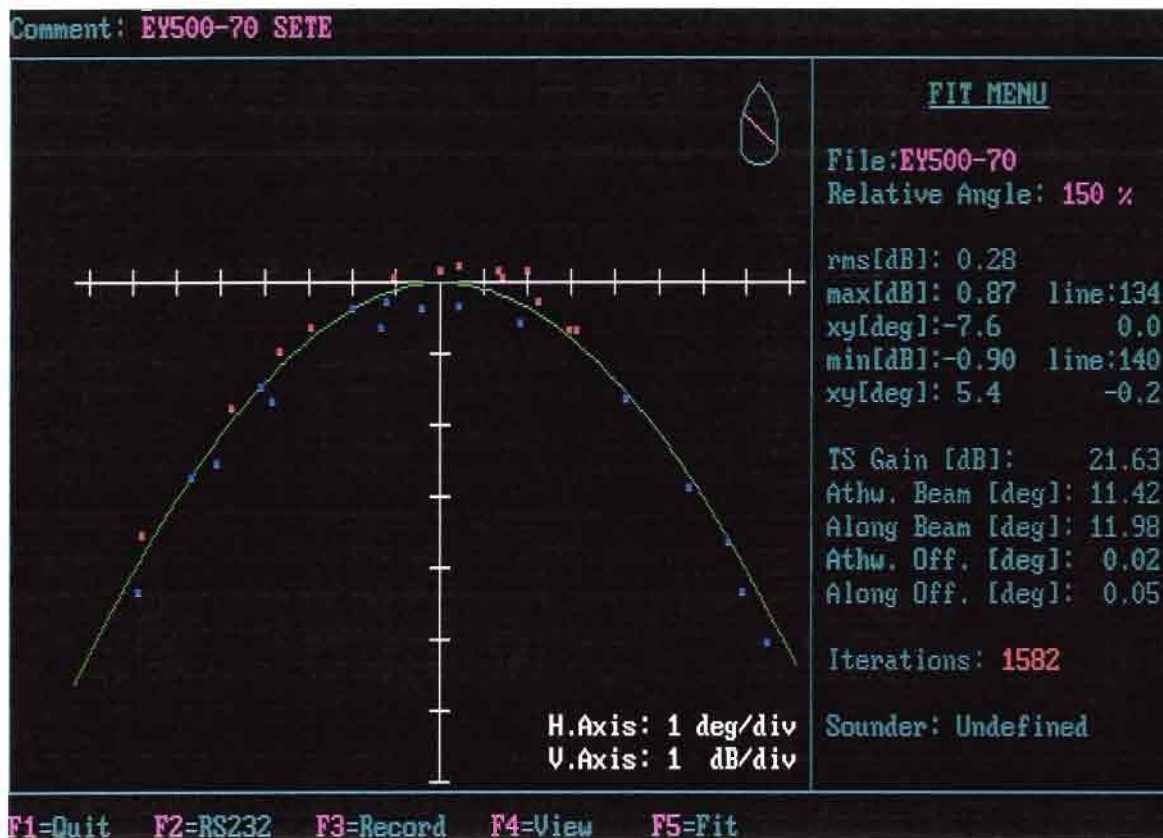 Comment: EY500-70 SETE
FIT MENU
File:EY500-70
Relative Angle: 150 %
rms[dB]: 0.28
max[dB]: 0.87 line:134
xy[deg]:-7.6 0.0
min[dB]:-0.90 line:140
xy[deg]: 5.4 -0.2
TS Gain [dB]: 21.63
Athw. Beam [deg]: 11.42
Along Beam [deg]: 11.98
Athw. Off. [deg]: 0.02
Along Off. [deg]: 0.05
Iterations: 1582
Sounder: Undefined
H.Axis: 1 deg/div
V.Axis: 1 dB/div
F1=Quit F2=RS232 F3=Record F4=View F5=Fit